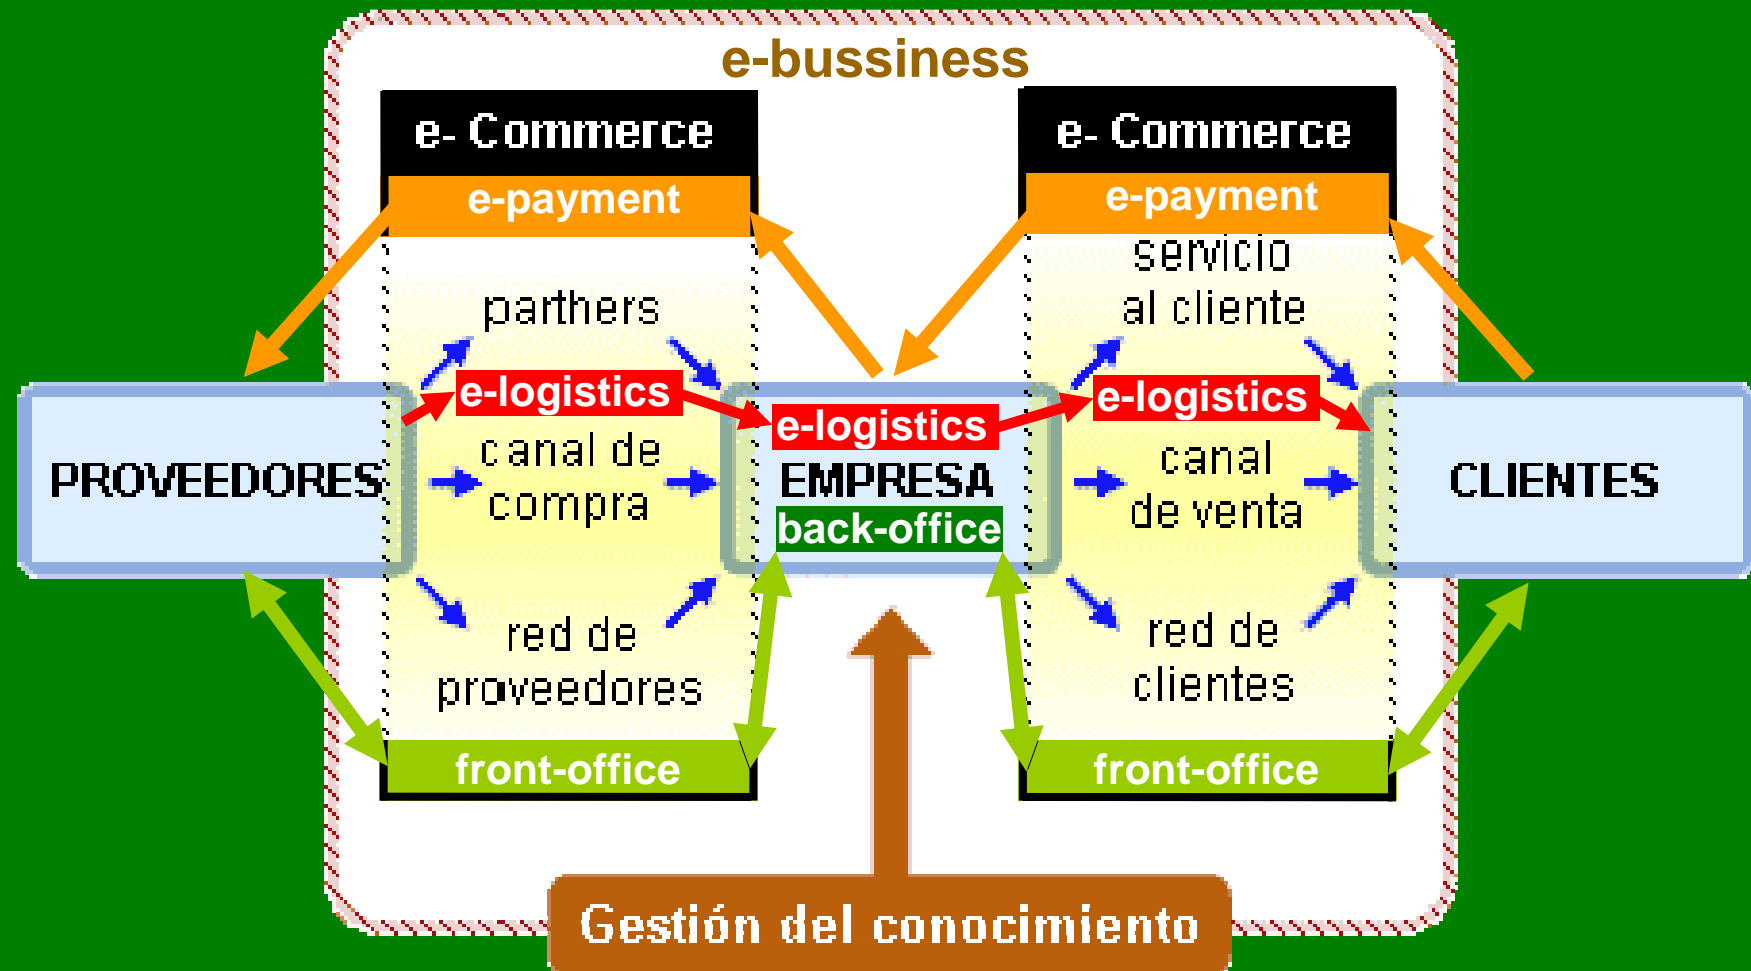 e-bussiness
e- Commerce
e-payment
parthers
e-logistics
canal de
compra
red de
proveedores
front-office
PROVEEDORES
e-logistics
EMPRESA
back-office
e- Commerce
e-payment
servicio
al cliente
e-logistics
canal
de venta
red de
clientes
front-office
CLIENTES
Gestión del conocimiento